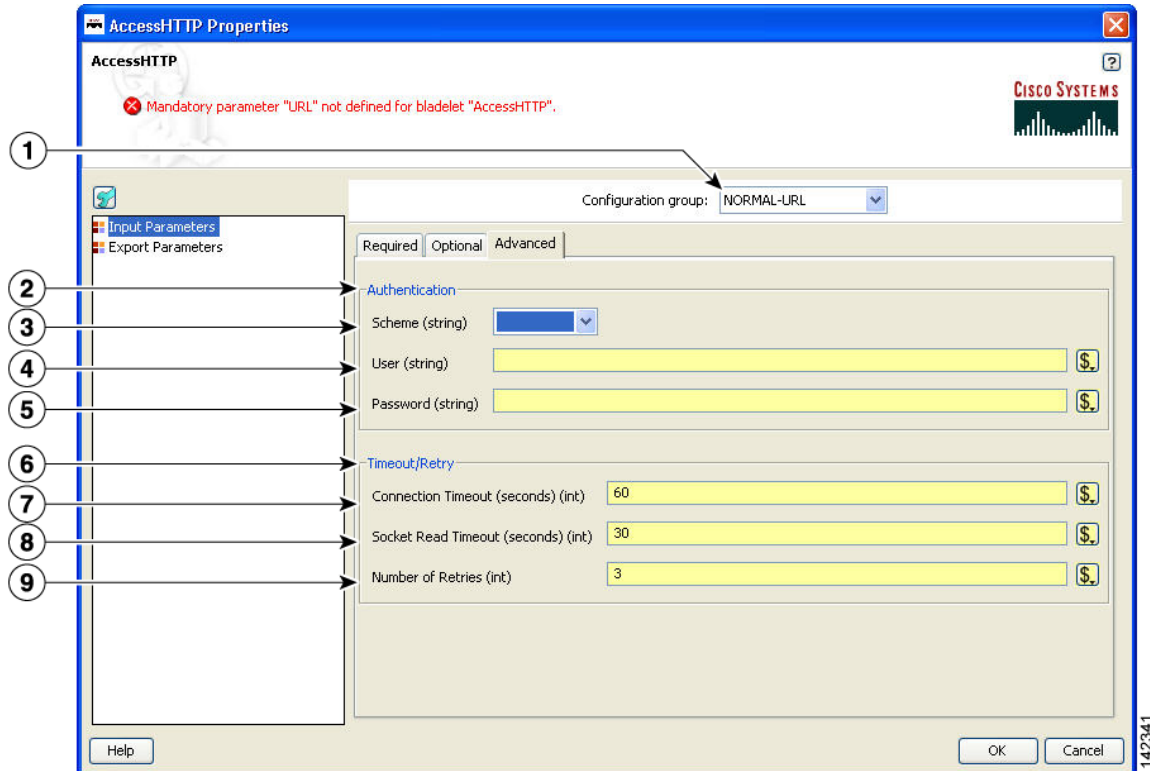 AccessHTTP Properties
AccessHTTP
?
Mandatory parameter "URL" not defined for bladelet "AccessHTTP".
CISCO SYSTEMS
1
Configuration group: NORMAL-URL
Input Parameters
Export Parameters
Required Optional Advanced
2
Authentication
3
Scheme (string)
4
User (string) $
5
Password (string) $
6
Timeout/Retry
7
Connection Timeout (seconds) (int) 60 $
8
Socket Read Timeout (seconds) (int) 30 $
9
Number of Retries (int) 3 $
Help OK Cancel
142341